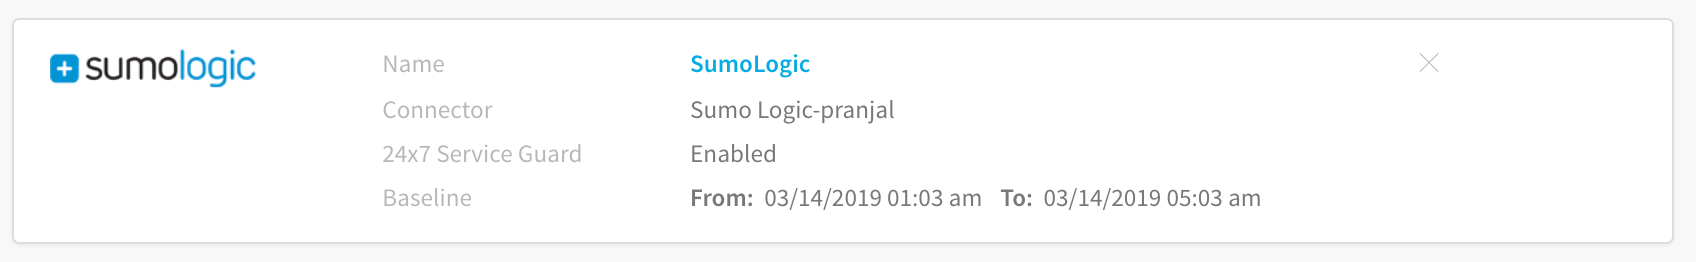 sumologic
Name SumoLogic
Connector Sumo Logic-pranjal
24x7 Service Guard Enabled
Baseline From: 03/14/2019 01:03 am To: 03/14/2019 05:03 am